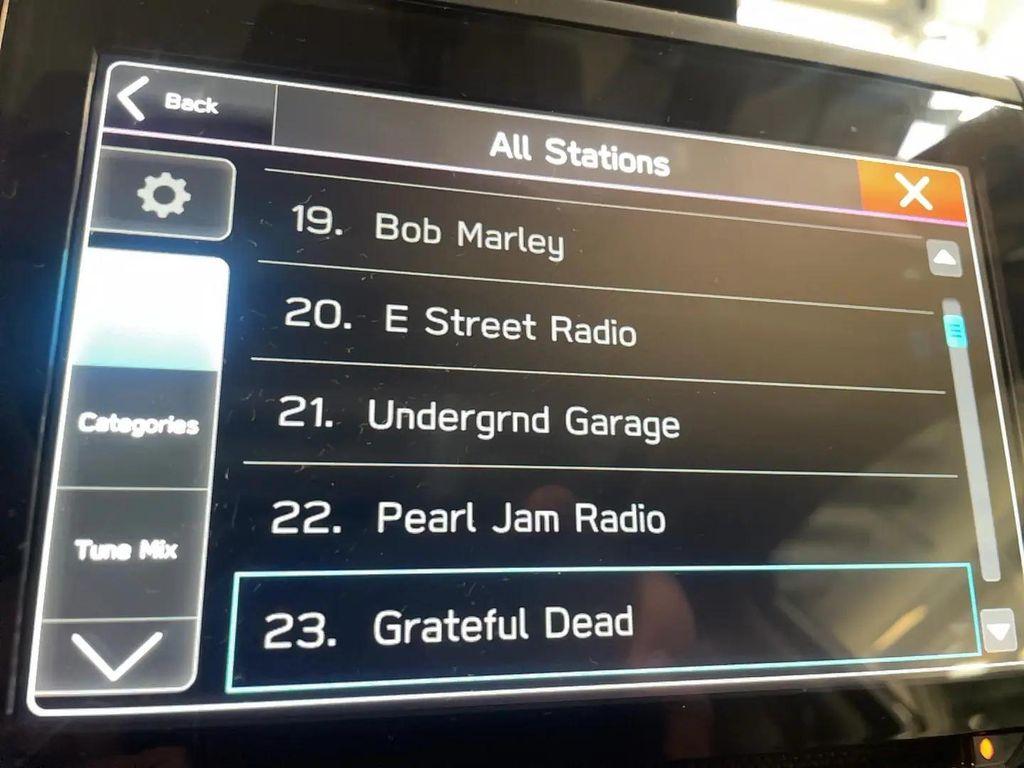 Back
All Stations
19. Bob Marley
20. E Street Radio
21. Undergrnd Garage
Categories
22. Pearl Jam Radio
Tune Mix
23. Grateful Dead